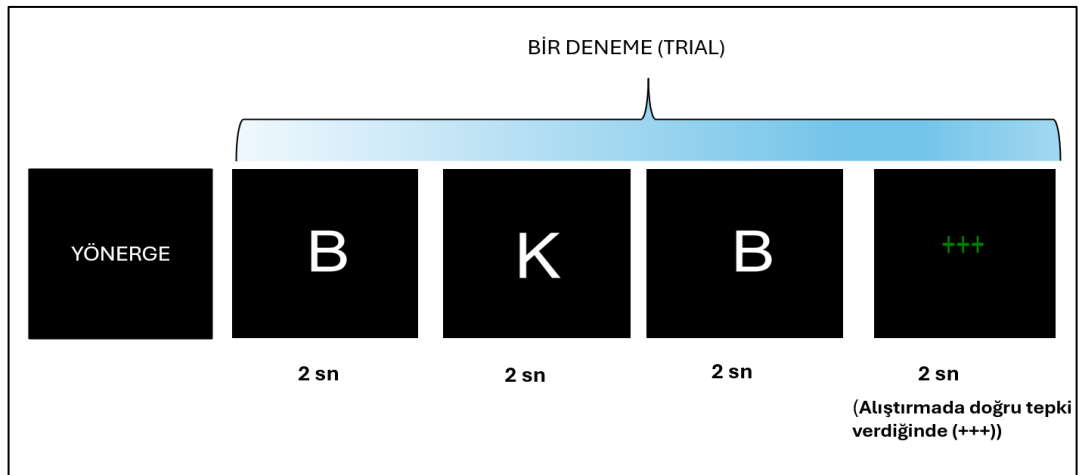 BİR DENEME (TRIAL)
YÖNERGE
B
K
B
+++
2 sn
2 sn
2 sn
2 sn
(Alıştırmada doğru tepki
verdiğinde (+++))